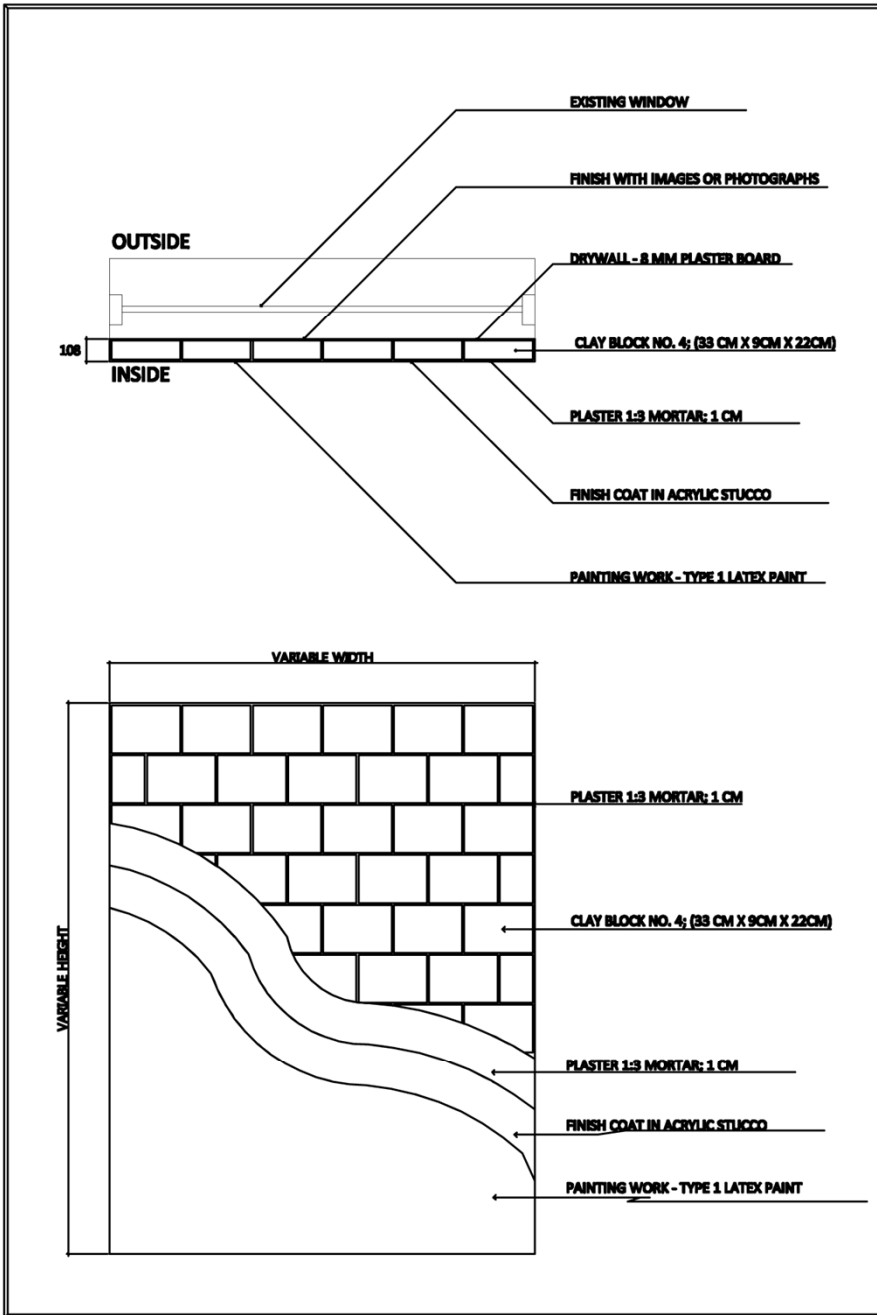 EXISTING WINDOW
FINISH WITH IMAGES OR PHOTOGRAPHS
OUTSIDE
DRYWALL - 8 MM PLASTER BOARD
108
CLAY BLOCK NO. 4; (33 CM X 9CM X 22CM)
INSIDE
PLASTER 1:3 MORTAR; 1 CM
FINISH COAT IN ACRYLIC STUCCO
PAINTING WORK - TYPE 1 LATEX PAINT
VARIABLE WIDTH
PLASTER 1:3 MORTAR; 1 CM
CLAY BLOCK NO. 4; (33 CM X 9CM X 22CM)
VARIABLE HEIGHT
PLASTER 1:3 MORTAR; 1 CM
FINISH COAT IN ACRYLIC STUCCO
PAINTING WORK - TYPE 1 LATEX PAINT